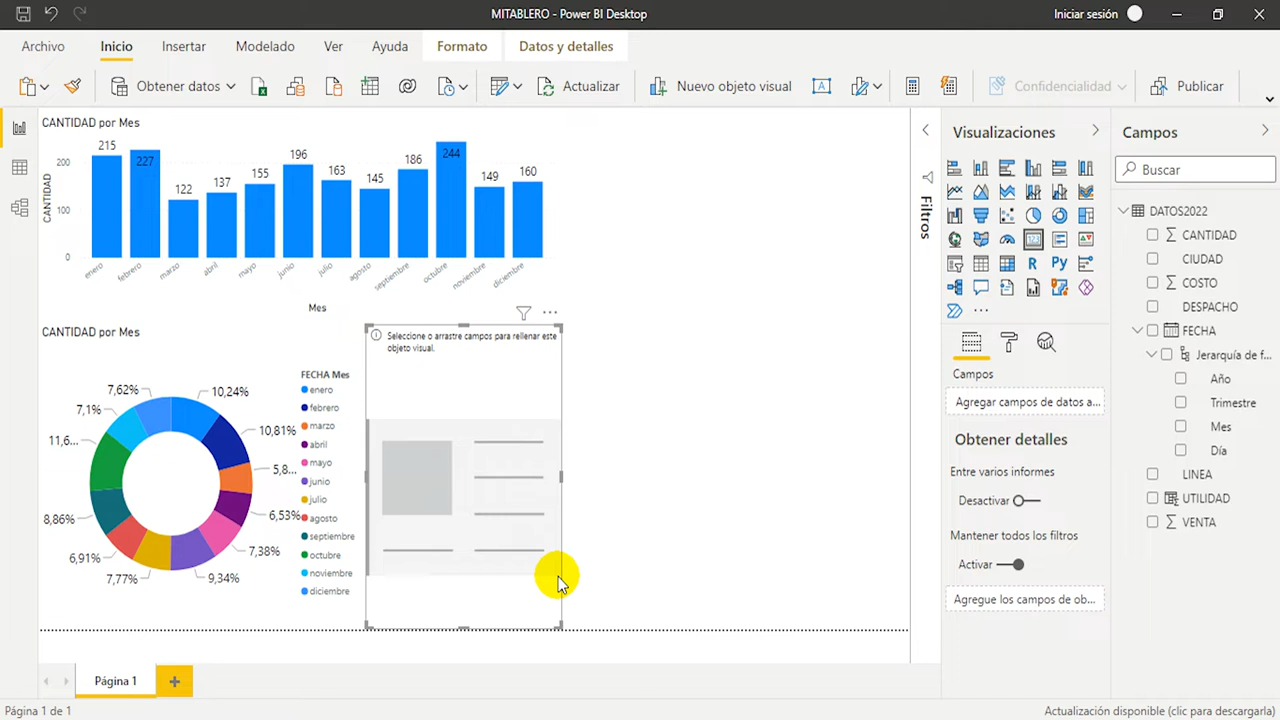 MITABLERO - Power BI Desktop
Iniciar sesión
Archivo
Inicio
Insertar
Modelado
Ver
Ayuda
Formato
Datos y detalles
Obtener datos
Actualizar
Nuevo objeto visual
Confidencialidad
Publicar
CANTIDAD por Mes
CANTIDAD
200
100
0
215
227
122
137
155
196
163
145
186
244
149
160
enero
febrero
marzo
abril
mayo
junio
julio
agosto
septiembre
octubre
noviembre
diciembre
Mes
CANTIDAD por Mes
7,62%
10,24%
7,1%
10,81%
11,6...
5,8...
8,86%
6,53%
6,91%
7,38%
7,77%
9,34%
FECHA Mes
enero
febrero
marzo
abril
mayo
junio
julio
agosto
septiembre
octubre
noviembre
diciembre
Seleccione o arrastre campos para rellenar este
objeto visual.
Filtros
Visualizaciones
R
Py
Campos
Agregar campos de datos a...
Obtener detalles
Entre varios informes
Desactivar
Mantener todos los filtros
Activar
Agregue los campos de ob...
Campos
Buscar
DATOS2022
CANTIDAD
CIUDAD
COSTO
DESPACHO
FECHA
Jerarquía de f...
Año
Trimestre
Mes
Día
LINEA
UTILIDAD
VENTA
Página 1
Página 1 de 1
Actualización disponible (clic para descargarla)